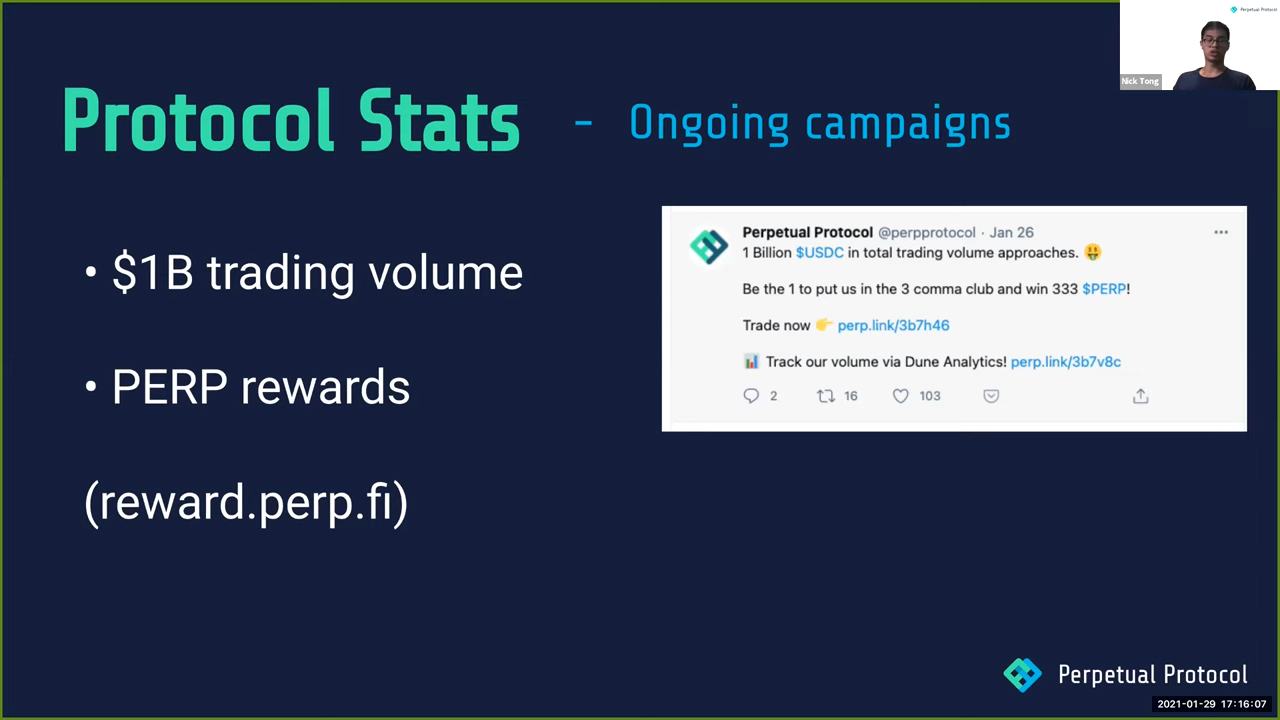 Perpetual Protocol
Nick Tong
Protocol Stats - Ongoing campaigns
• $1B trading volume
• PERP rewards
(reward.perp.fi)
Perpetual Protocol @perpprotocol · Jan 26
1 Billion $USDC in total trading volume approaches. 🤑
Be the 1 to put us in the 3 comma club and win 333 $PERP!
Trade now 👉 perp.link/3b7h46
📊 Track our volume via Dune Analytics! perp.link/3b7v8c
2 16 103
Perpetual Protocol
2021-01-29 17:16:07